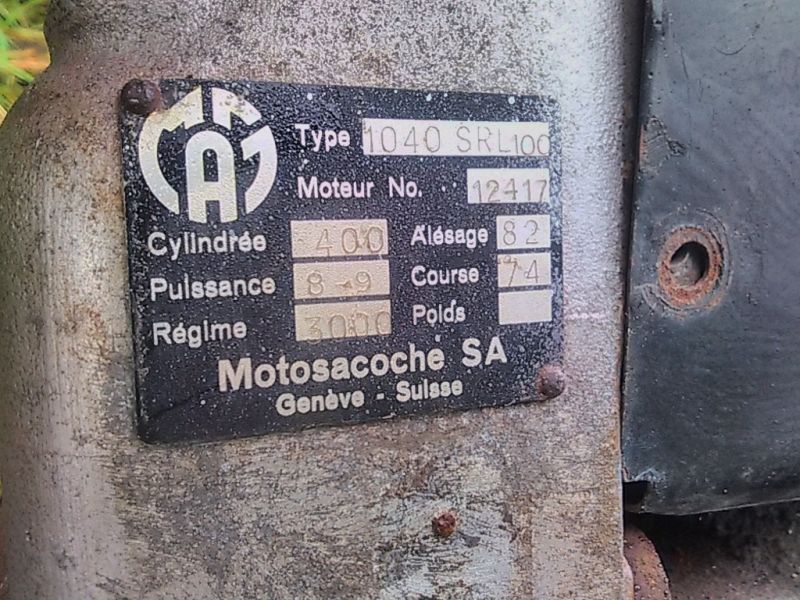 MAG
Type 1040 SRL100
Moteur No. 12417
Cylindrée 400 Alésage 82
Puissance 8-9 Course 74
Régime 3000 Poids
Motosacoche SA
Genève - Suisse